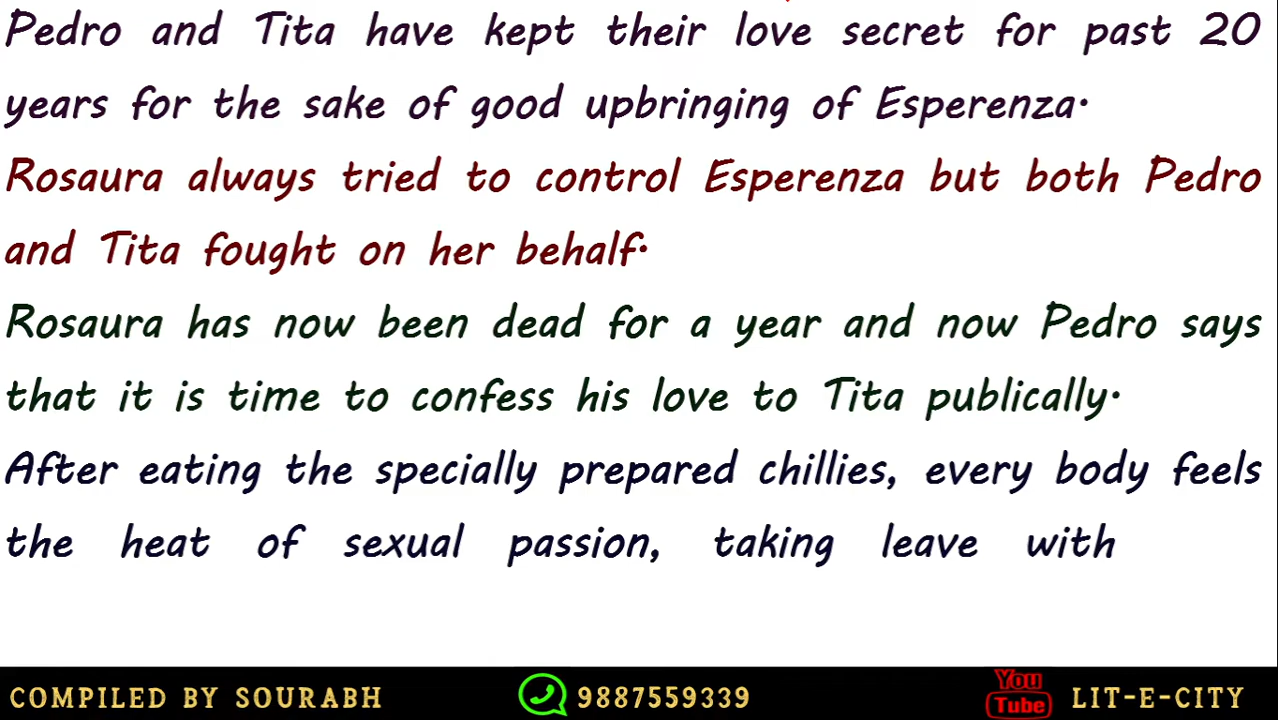 Pedro and Tita have kept their love secret for past 20
years for the sake of good upbringing of Esperenza.
Rosaura always tried to control Esperenza but both Pedro
and Tita fought on her behalf.
Rosaura has now been dead for a year and now Pedro says
that it is time to confess his love to Tita publically.
After eating the specially prepared chillies, every body feels
the heat of sexual passion, taking leave with
COMPILED BY SOURABH 9887559339 You Tube LIT-E-CITY